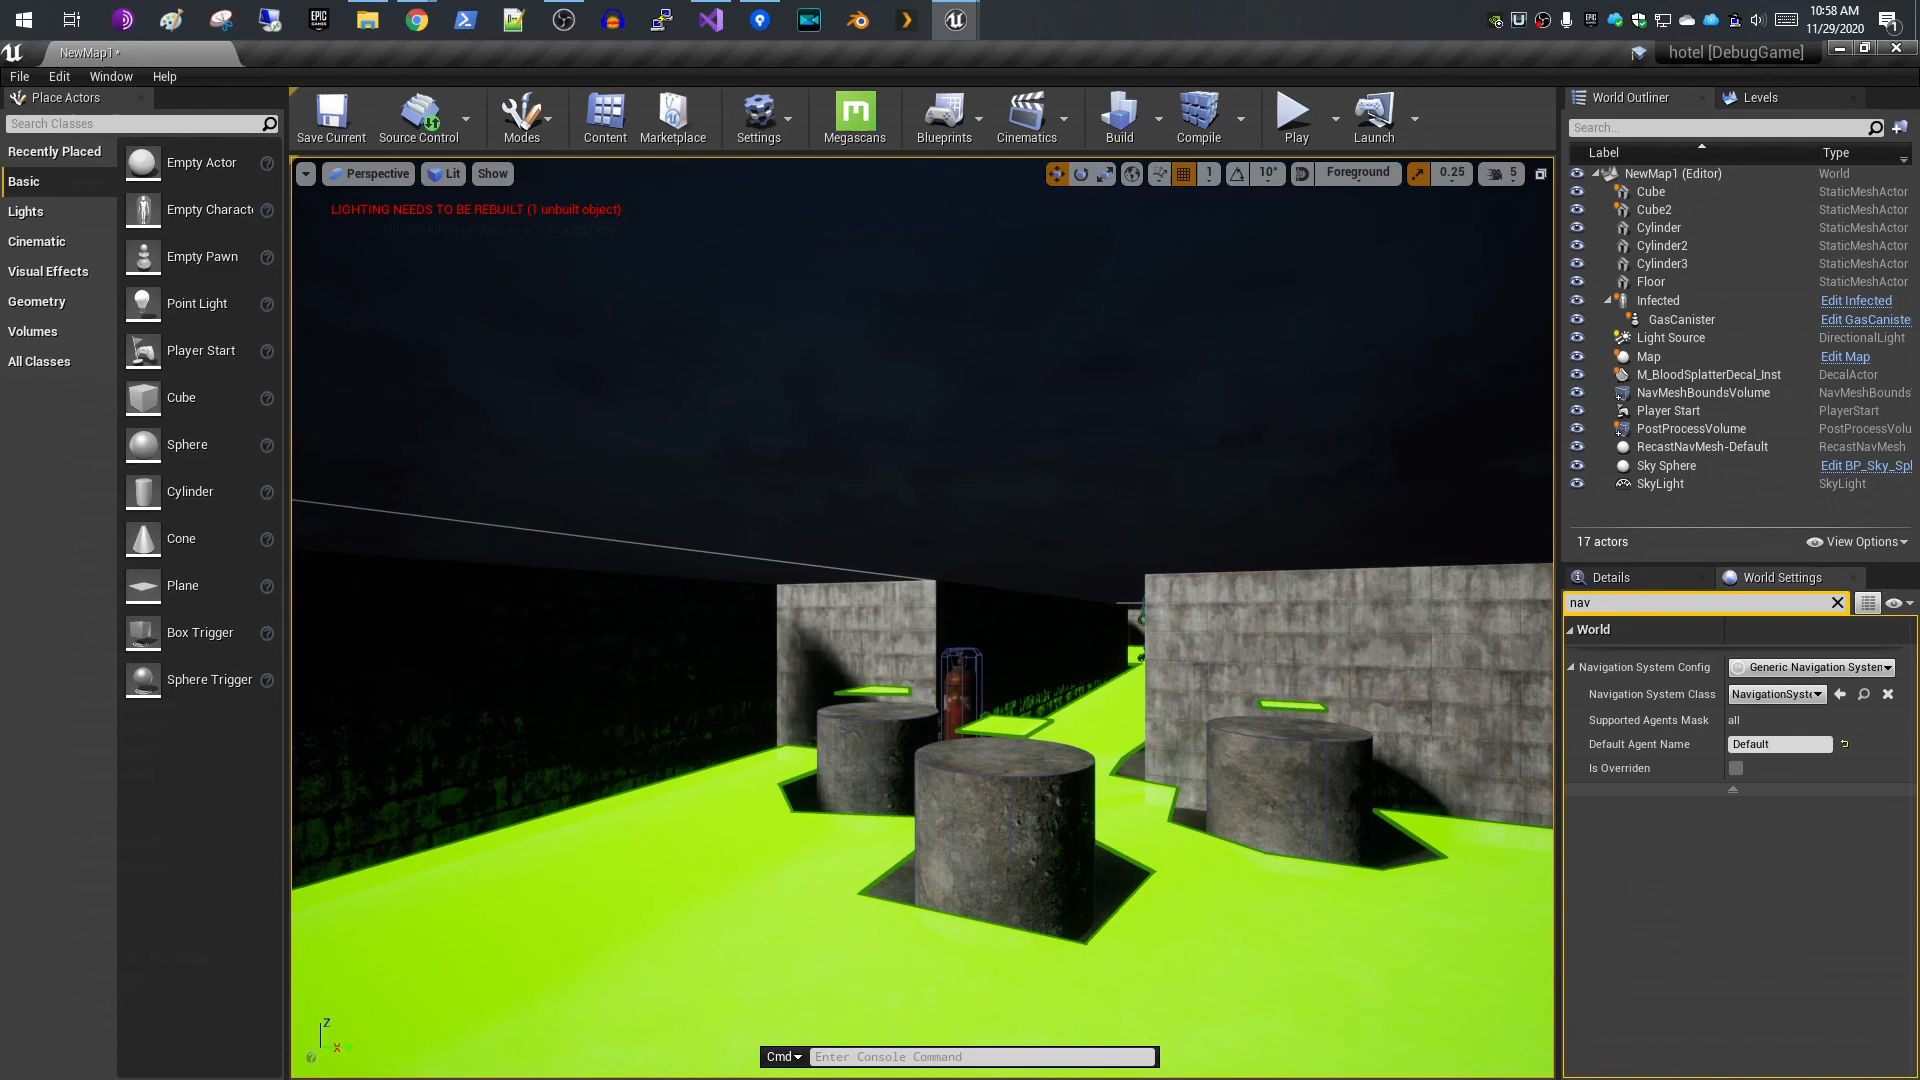 10:58 AM
11/29/2020
NewMap1*
hotel [DebugGame]
File Edit Window Help
Place Actors
Search Classes
Recently Placed
Basic
Lights
Cinematic
Visual Effects
Geometry
Volumes
All Classes
Empty Actor
Empty Charact
Empty Pawn
Point Light
Player Start
Cube
Sphere
Cylinder
Cone
Plane
Box Trigger
Sphere Trigger
Save Current Source Control Modes Content Marketplace Settings Megascans Blueprints Cinematics Build Compile Play Launch
Perspective Lit Show
1 10° Foreground 0.25 5
LIGHTING NEEDS TO BE REBUILT (1 unbuilt object)
Z
X
Cmd Enter Console Command
World Outliner Levels
Search...
Label Type
NewMap1 (Editor) World
Cube StaticMeshActor
Cube2 StaticMeshActor
Cylinder StaticMeshActor
Cylinder2 StaticMeshActor
Cylinder3 StaticMeshActor
Floor StaticMeshActor
Infected Edit Infected
GasCanister Edit GasCaniste
Light Source DirectionalLight
Map Edit Map
M_BloodSplatterDecal_Inst DecalActor
NavMeshBoundsVolume NavMeshBounds
Player Start PlayerStart
PostProcessVolume PostProcessVolu
RecastNavMesh-Default RecastNavMesh
Sky Sphere Edit BP_Sky_Spl
SkyLight SkyLight
17 actors View Options
Details World Settings
nav
World
Navigation System Config Generic Navigation System
Navigation System Class NavigationSyste
Supported Agents Mask all
Default Agent Name Default
Is Overriden